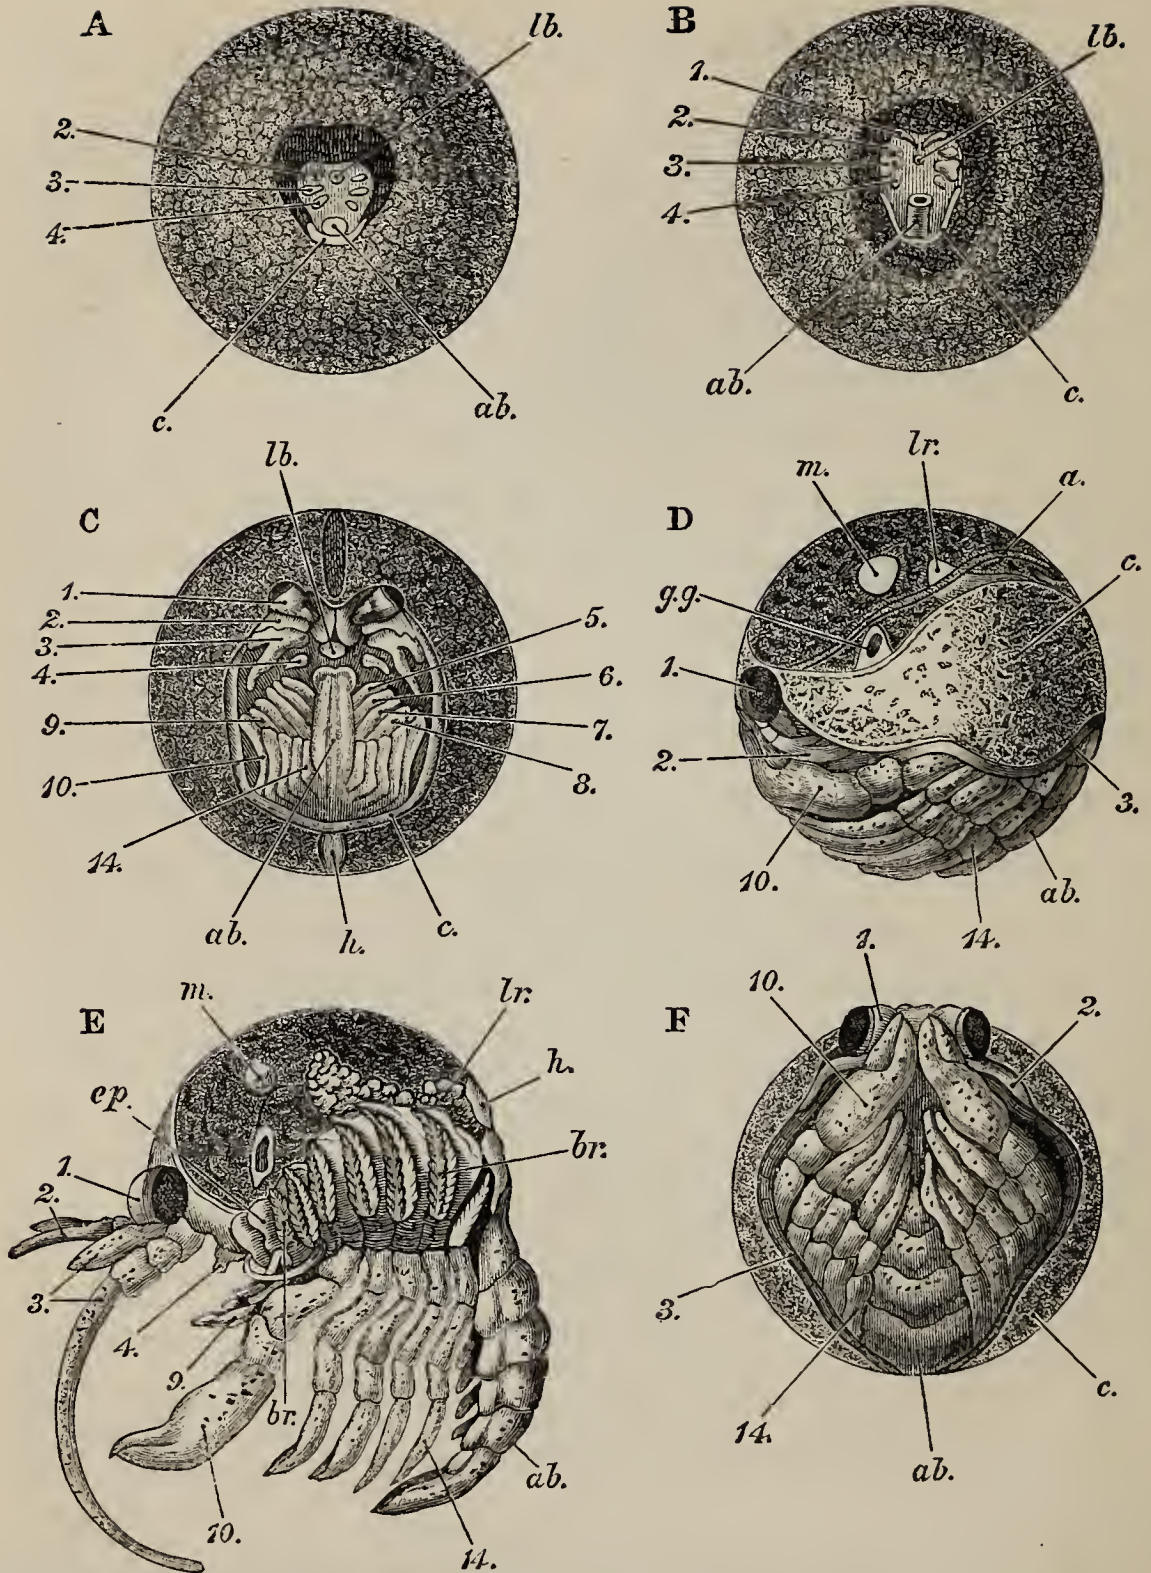 A
lb.
2.
3.
4.
c.
ab.
B
lb.
1.
2.
3.
4.
ab.
c.
C
lb.
1.
2.
3.
4.
5.
6.
7.
8.
9.
10.
14.
ab.
h.
c.
D
m.
lr.
a.
c.
g.g.
1.
2.
3.
10.
14.
ab.
E
m.
lr.
h.
ep.
br.
1.
2.
3.
4.
9.
br.
10.
14.
ab.
F
1.
10.
2.
3.
c.
14.
ab.